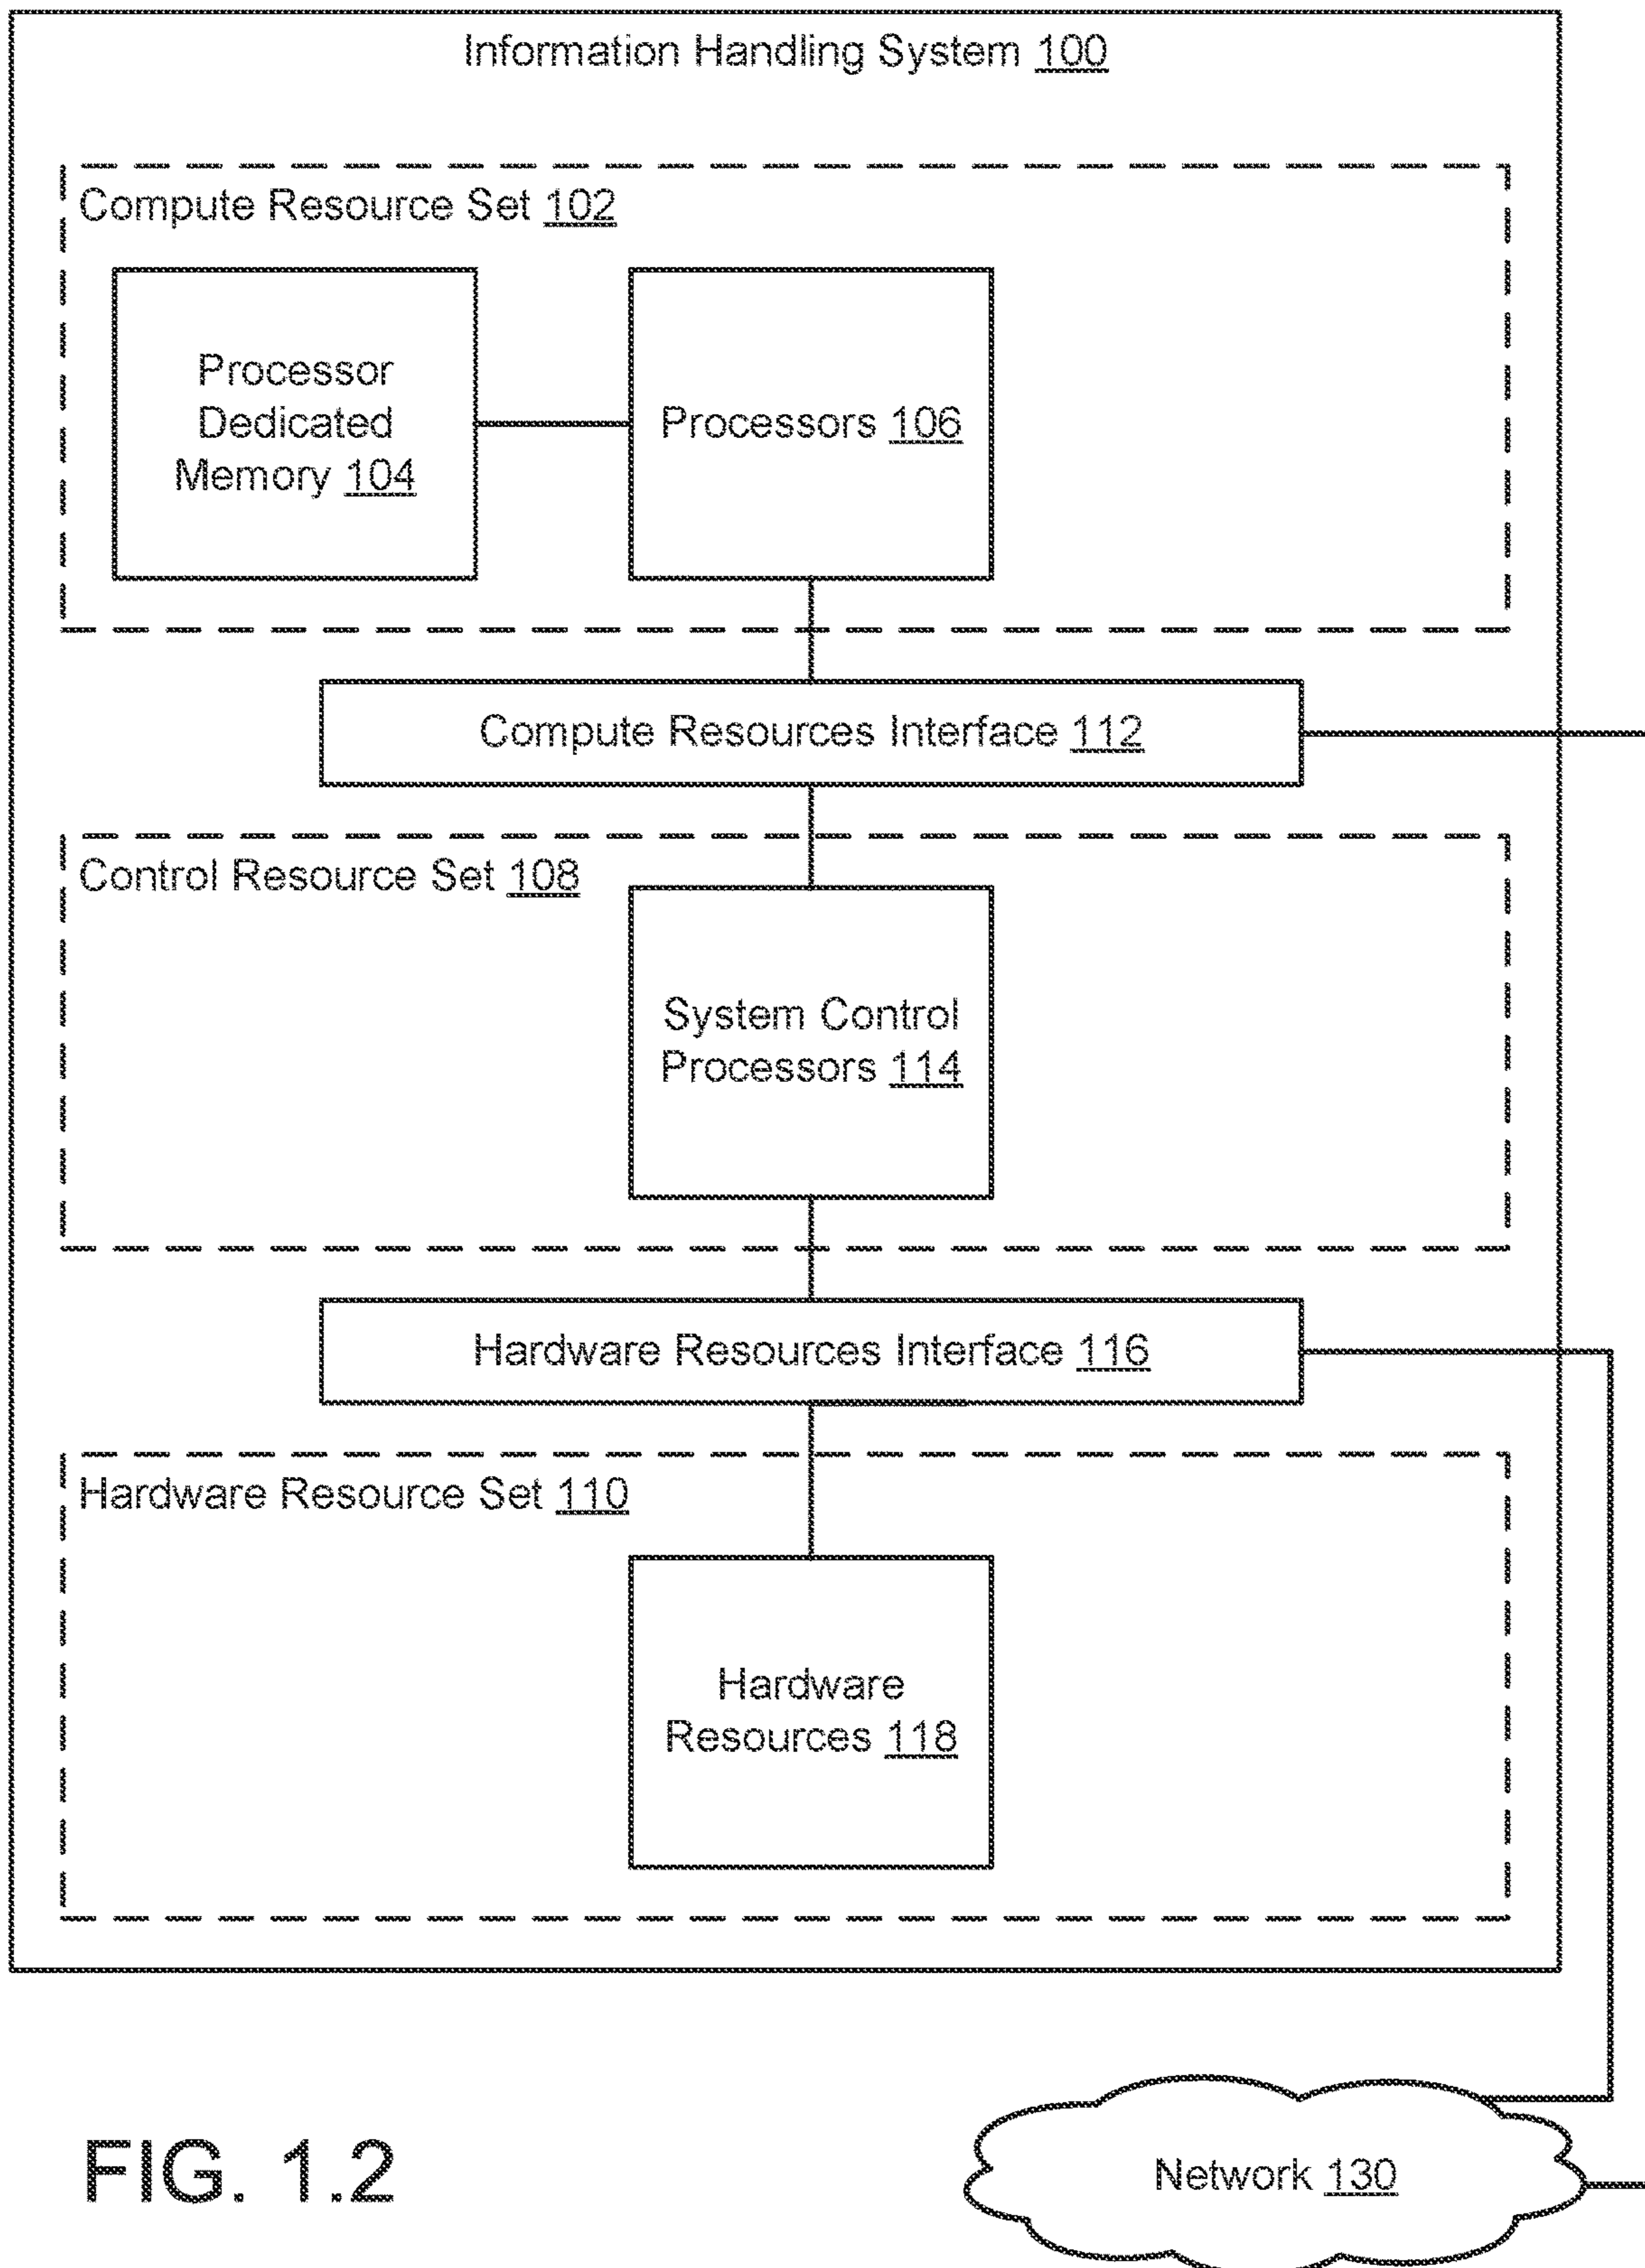 Information Handling System 100
Compute Resource Set 102
Processor
Dedicated
Memory 104
Processors 106
Compute Resources Interface 112
Control Resource Set 108
System Control
Processors 114
Hardware Resources Interface 116
Hardware Resource Set 110
Hardware
Resources 118
FIG. 1.2
Network 130